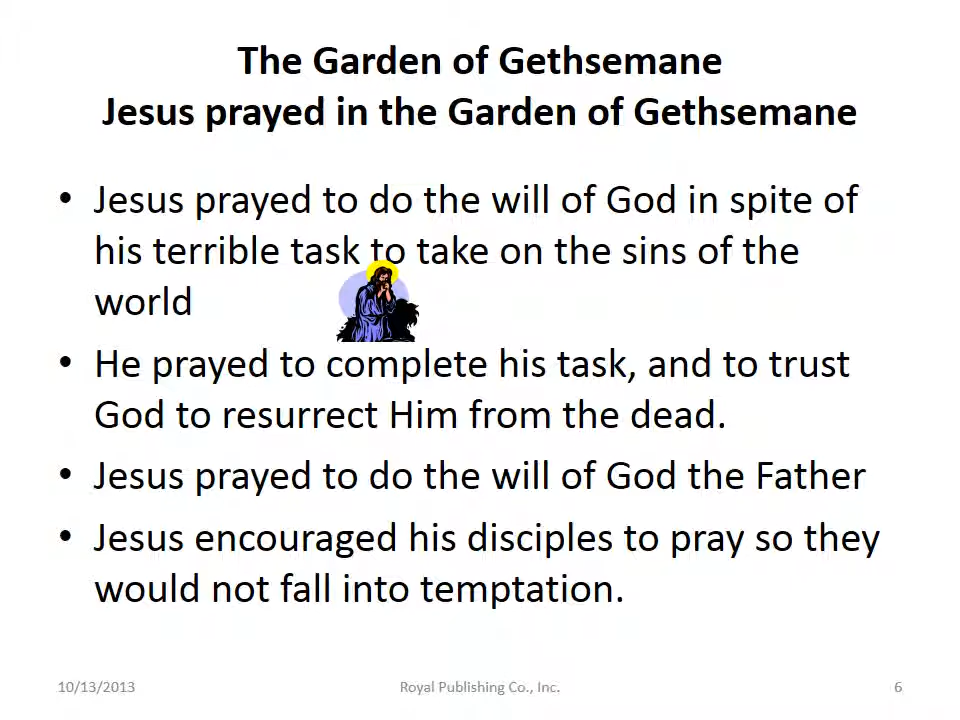 The Garden of Gethsemane
Jesus prayed in the Garden of Gethsemane
• Jesus prayed to do the will of God in spite of
his terrible task to take on the sins of the
world
• He prayed to complete his task, and to trust
God to resurrect Him from the dead.
• Jesus prayed to do the will of God the Father
• Jesus encouraged his disciples to pray so they
would not fall into temptation.
10/13/2013 Royal Publishing Co., Inc. 6